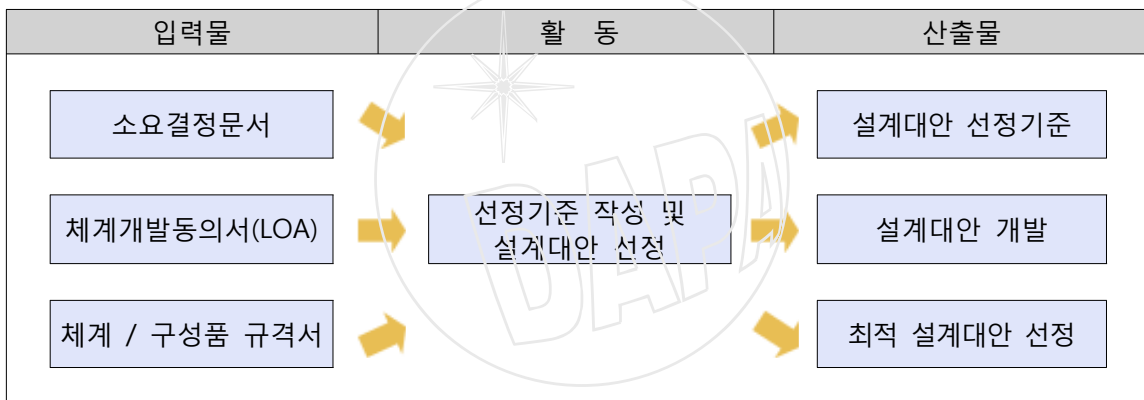 입력물
활 동
산출물
소요결정문서
설계대안 선정기준
체계개발동의서(LOA)
선정기준 작성 및
설계대안 선정
설계대안 개발
체계 / 구성품 규격서
최적 설계대안 선정
DAPA